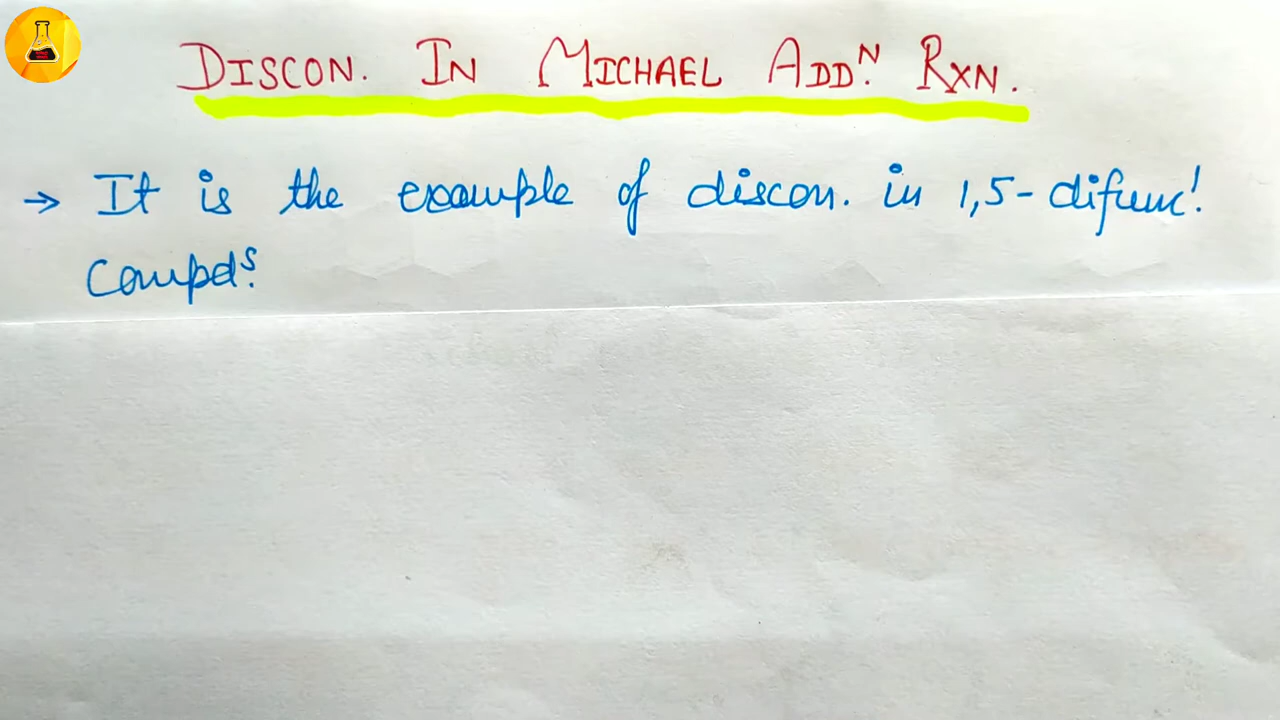 DISCON. IN MICHAEL ADDᴺ. RXN.
→ It is the example of discon. in 1,5-difunc!
Compdˢ.